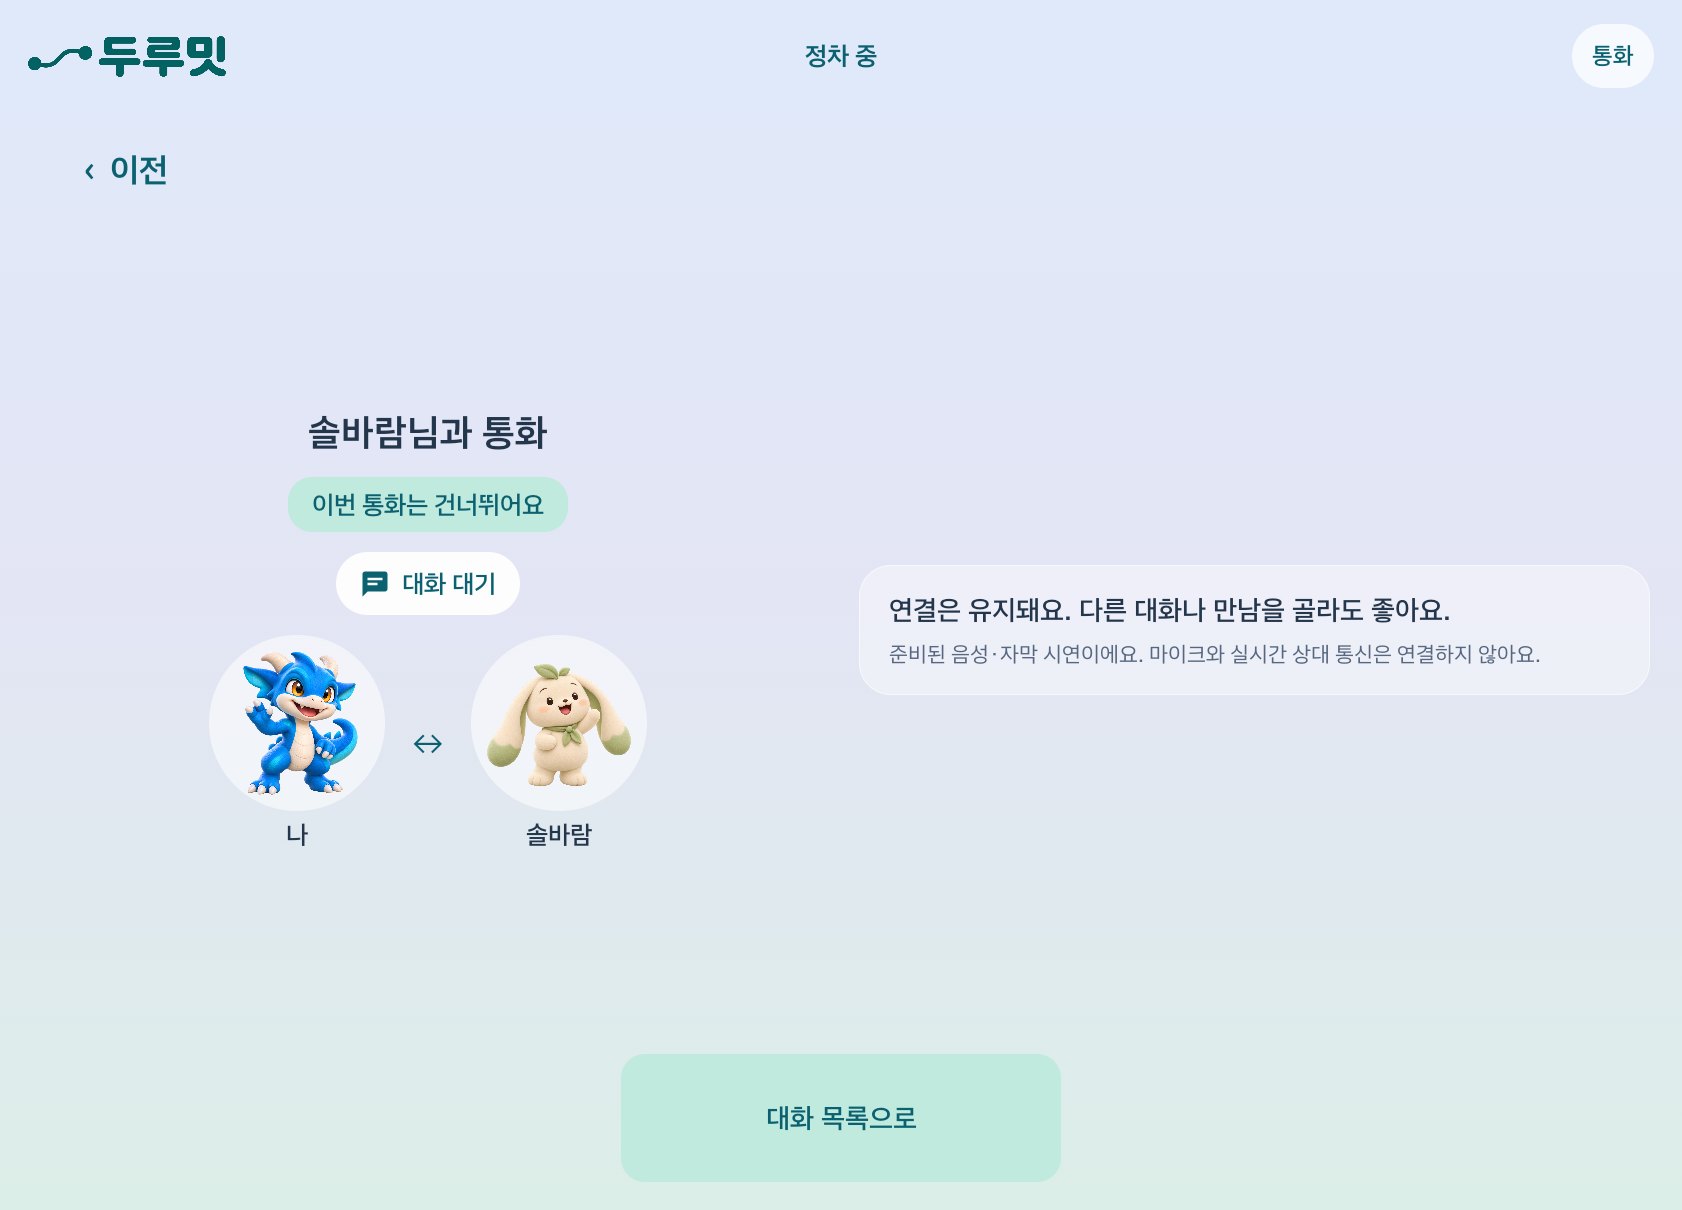 두루밋
정차 중
통화
‹ 이전
솔바람님과 통화
이번 통화는 건너뛰어요
대화 대기
나
↔
솔바람
연결은 유지돼요. 다른 대화나 만남을 골라도 좋아요.
준비된 음성·자막 시연이에요. 마이크와 실시간 상대 통신은 연결하지 않아요.
대화 목록으로